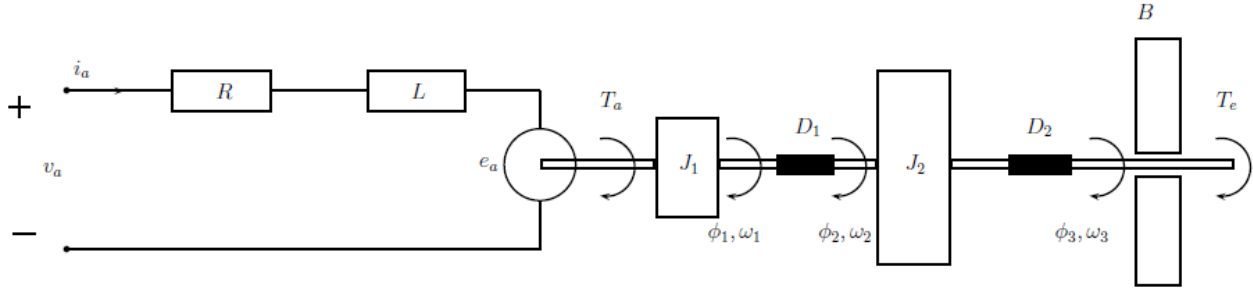 B
i_a
R
L
T_a
D_1
D_2
T_e
+
v_a
e_a
J_1
J_2
−
ϕ_1, ω_1
ϕ_2, ω_2
ϕ_3, ω_3